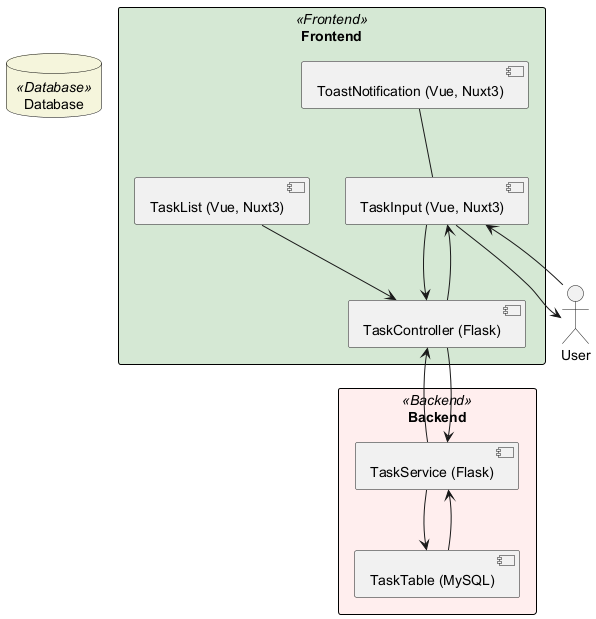 «Frontend»
Frontend
«Database»
Database
ToastNotification (Vue, Nuxt3)
TaskList (Vue, Nuxt3)
TaskInput (Vue, Nuxt3)
TaskController (Flask)
User
«Backend»
Backend
TaskService (Flask)
TaskTable (MySQL)